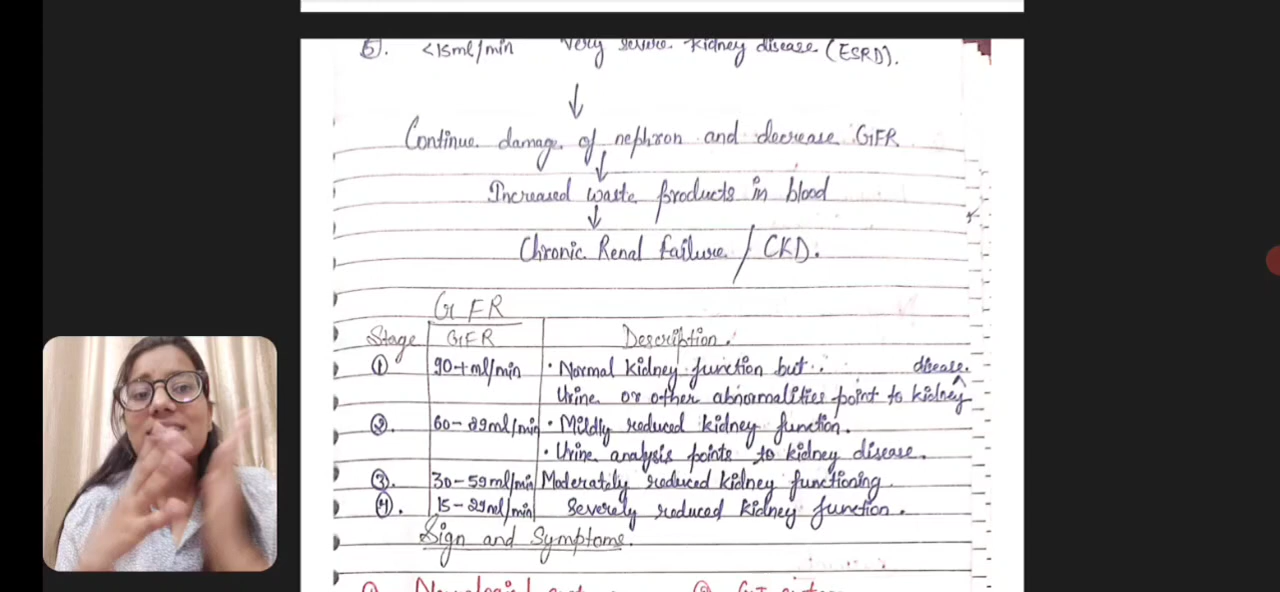 5. <15ml/min Very severe kidney disease (ESRD).
↓
Continue damage of nephron and decrease GFR
↓
Increased waste products in blood
↓
Chronic Renal Failure / CKD.
GFR
Stage GFR Description.
1 90+ml/min • Normal kidney function but disease.
Urine or other abnormalities point to kidney ^
2. 60-29ml/min • Mildly reduced kidney function.
• Urine analysis points to kidney disease.
3. 30-59ml/min Moderately reduced kidney functioning.
4. 15-29ml/min Severely reduced kidney function.
Sign and Symptoms.